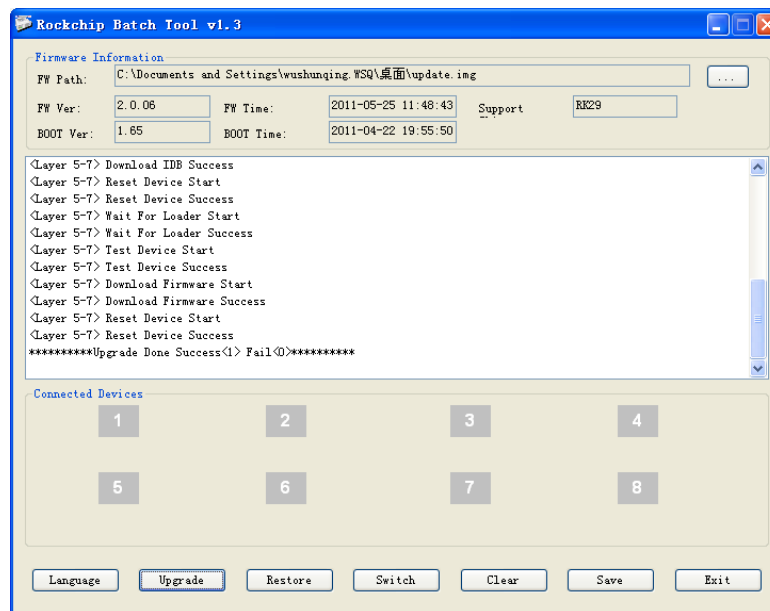 Rockchip Batch Tool v1.3
Firmware Information
FW Path: C:\Documents and Settings\wushunqing.WSQ\桌面\update.img ...
FW Ver: 2.0.06 FW Time: 2011-05-25 11:48:43 Support RK29
BOOT Ver: 1.65 BOOT Time: 2011-04-22 19:55:50
<Layer 5-7> Download IDB Success
<Layer 5-7> Reset Device Start
<Layer 5-7> Reset Device Success
<Layer 5-7> Wait For Loader Start
<Layer 5-7> Wait For Loader Success
<Layer 5-7> Test Device Start
<Layer 5-7> Test Device Success
<Layer 5-7> Download Firmware Start
<Layer 5-7> Download Firmware Success
<Layer 5-7> Reset Device Start
<Layer 5-7> Reset Device Success
**********Upgrade Done Success<1> Fail<0>**********
Connected Devices
1 2 3 4
5 6 7 8
Language Upgrade Restore Switch Clear Save Exit